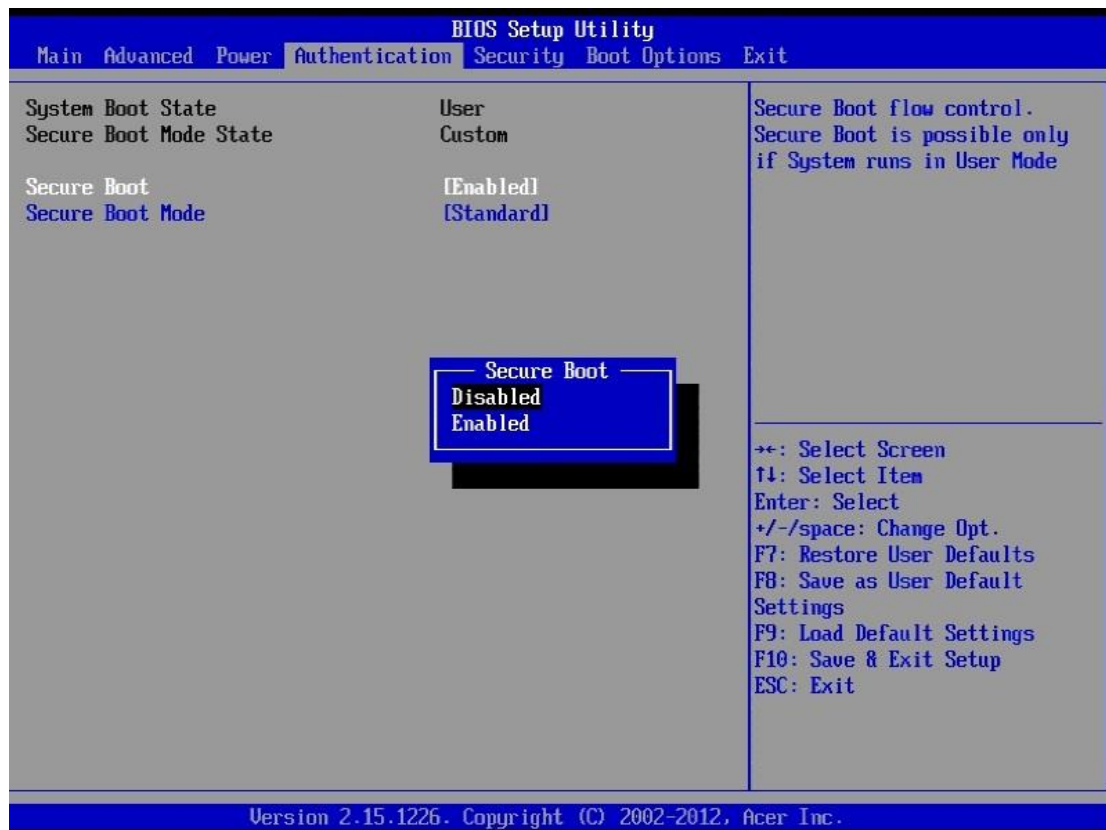 BIOS Setup Utility
Main Advanced Power Authentication Security Boot Options Exit
System Boot State User
Secure Boot Mode State Custom
Secure Boot [Enabled]
Secure Boot Mode [Standard]
Secure Boot flow control.
Secure Boot is possible only
if System runs in User Mode
Secure Boot
Disabled
Enabled
→←: Select Screen
↑↓: Select Item
Enter: Select
+/-/space: Change Opt.
F7: Restore User Defaults
F8: Save as User Default
Settings
F9: Load Default Settings
F10: Save & Exit Setup
ESC: Exit
Version 2.15.1226. Copyright (C) 2002-2012, Acer Inc.